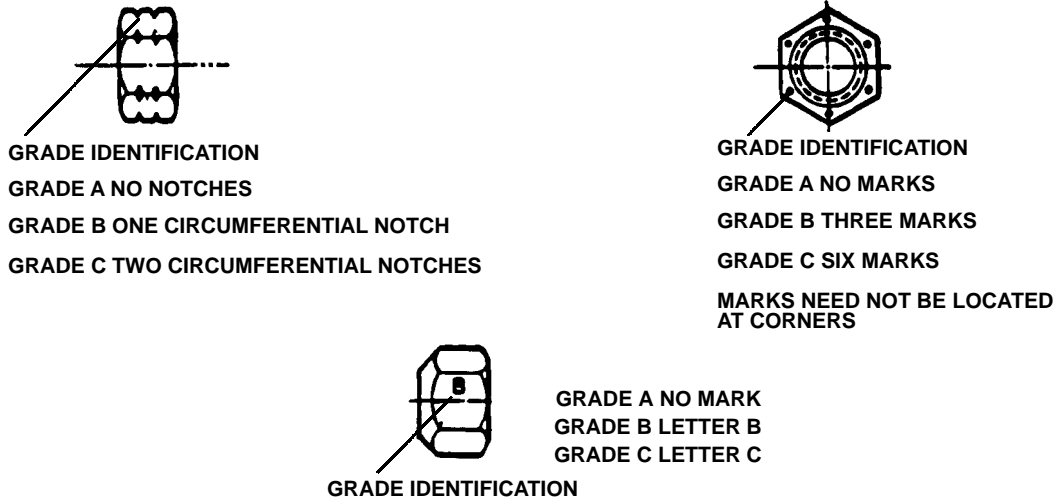 GRADE IDENTIFICATION
GRADE A NO NOTCHES
GRADE B ONE CIRCUMFERENTIAL NOTCH
GRADE C TWO CIRCUMFERENTIAL NOTCHES
GRADE IDENTIFICATION
GRADE A NO MARKS
GRADE B THREE MARKS
GRADE C SIX MARKS
MARKS NEED NOT BE LOCATED
AT CORNERS
B
GRADE A NO MARK
GRADE B LETTER B
GRADE C LETTER C
GRADE IDENTIFICATION